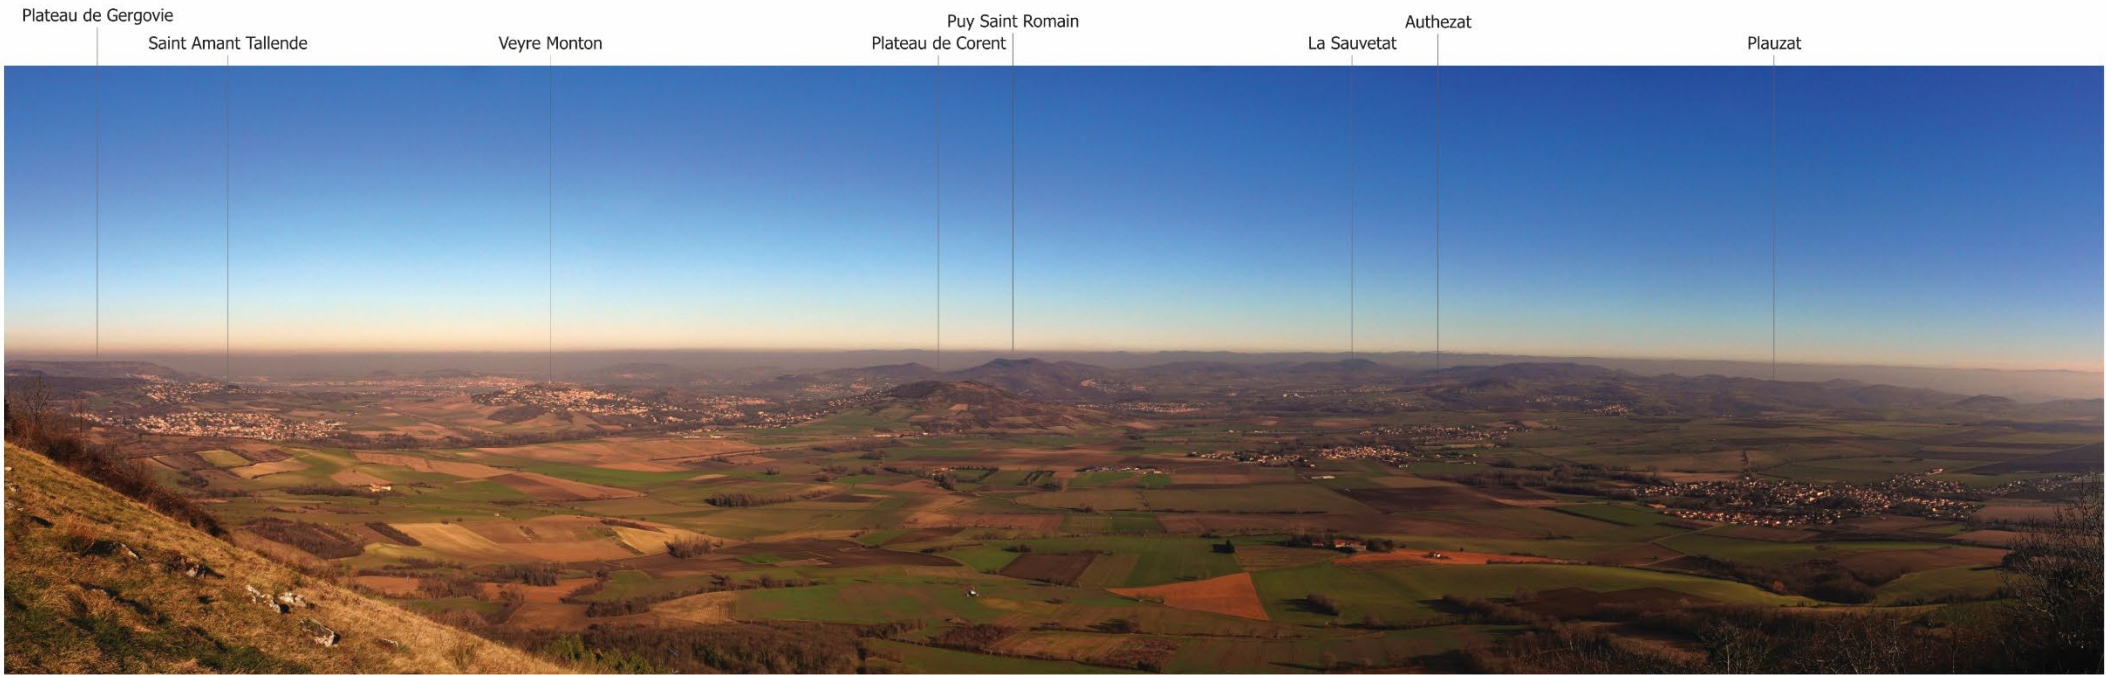 Plateau de Gergovie
Saint Amant Tallende
Veyre Monton
Puy Saint Romain
Plateau de Corent
Authezat
La Sauvetat
Plauzat